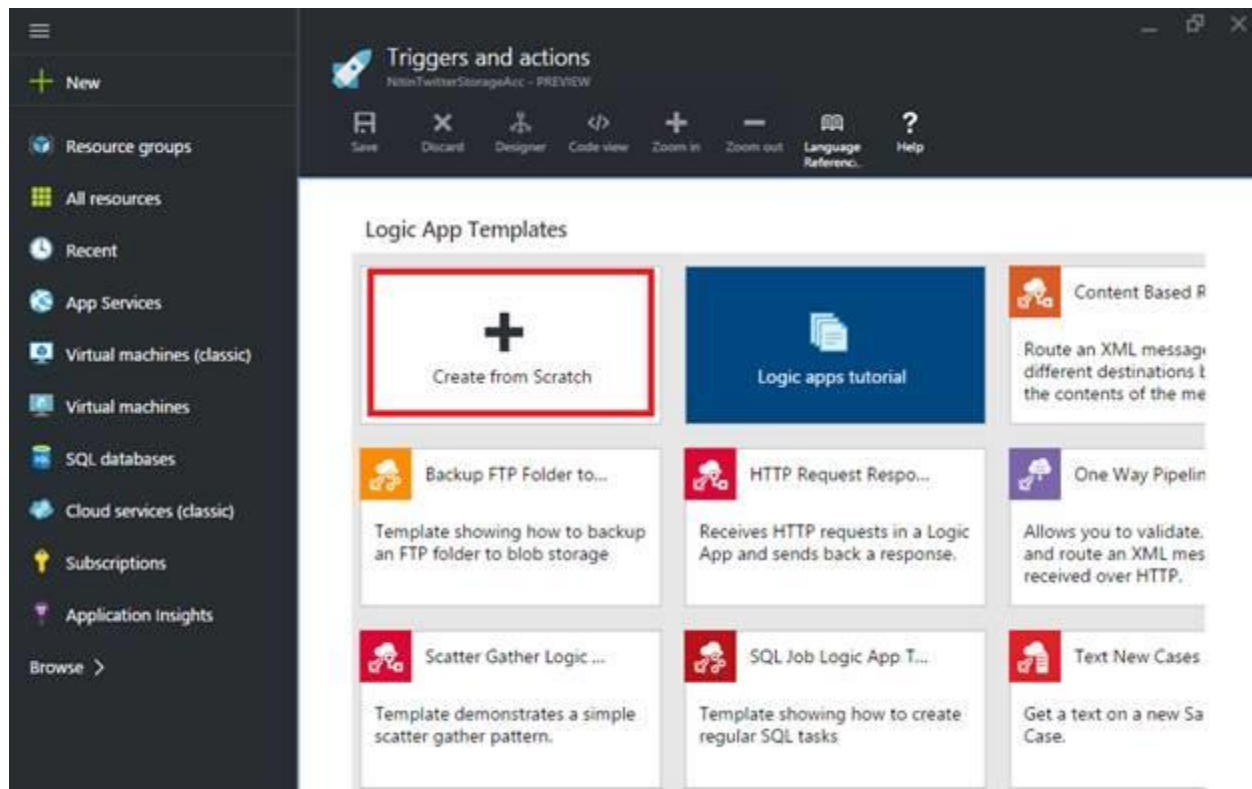 New
Resource groups
All resources
Recent
App Services
Virtual machines (classic)
Virtual machines
SQL databases
Cloud services (classic)
Subscriptions
Application Insights
Browse >
Triggers and actions
NitinTwitterStorageAcc - PREVIEW
Save
Discard
Designer
Code view
Zoom in
Zoom out
Language
Referenc..
Help
Logic App Templates
Create from Scratch
Logic apps tutorial
Content Based R
Route an XML message
different destinations b
the contents of the me
Backup FTP Folder to...
Template showing how to backup
an FTP folder to blob storage
HTTP Request Respo...
Receives HTTP requests in a Logic
App and sends back a response.
One Way Pipelin
Allows you to validate,
and route an XML mes
received over HTTP.
Scatter Gather Logic ...
Template demonstrates a simple
scatter gather pattern.
SQL Job Logic App T...
Template showing how to create
regular SQL tasks
Text New Cases
Get a text on a new Sa
Case.